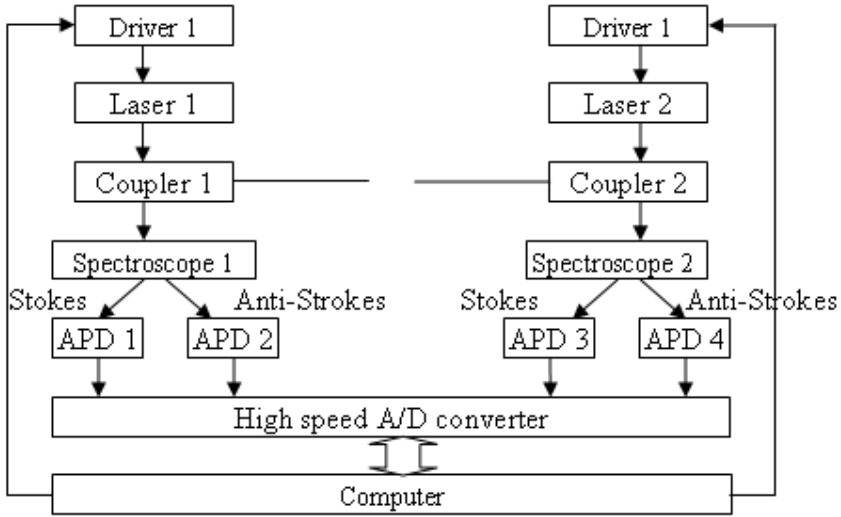 Driver 1
Driver 1
Laser 1
Laser 2
Coupler 1
Coupler 2
Spectroscope 1
Spectroscope 2
Stokes
Anti-Strokes
Stokes
Anti-Strokes
APD 1
APD 2
APD 3
APD 4
High speed A/D converter
Computer